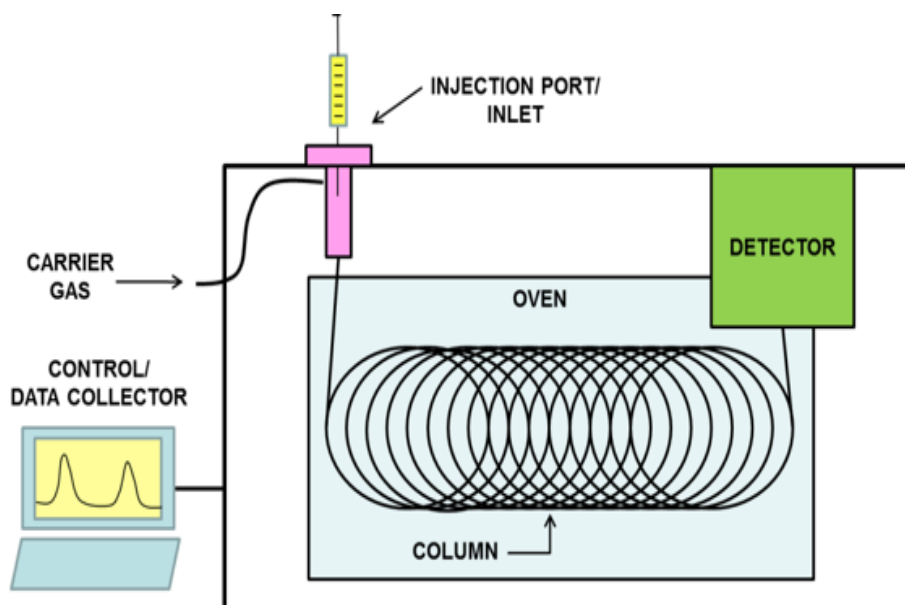 INJECTION PORT/
INLET
DETECTOR
CARRIER
GAS
OVEN
CONTROL/
DATA COLLECTOR
COLUMN